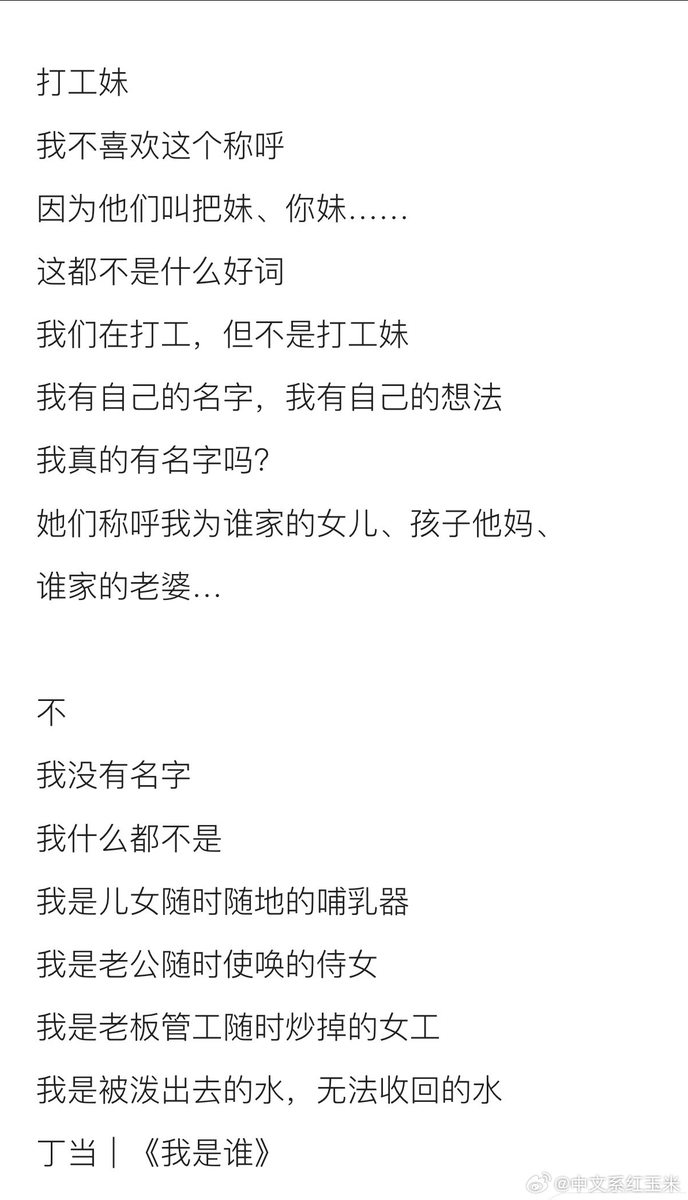 打工妹
我不喜欢这个称呼
因为他们叫把妹、你妹……
这都不是什么好词
我们在打工，但不是打工妹
我有自己的名字，我有自己的想法
我真的有名字吗？
她们称呼我为谁家的女儿、孩子他妈、
谁家的老婆…
不
我没有名字
我什么都不是
我是儿女随时随地的哺乳器
我是老公随时使唤的侍女
我是老板管工随时炒掉的女工
我是被泼出去的水，无法收回的水
丁当｜《我是谁》
@中文系红玉米